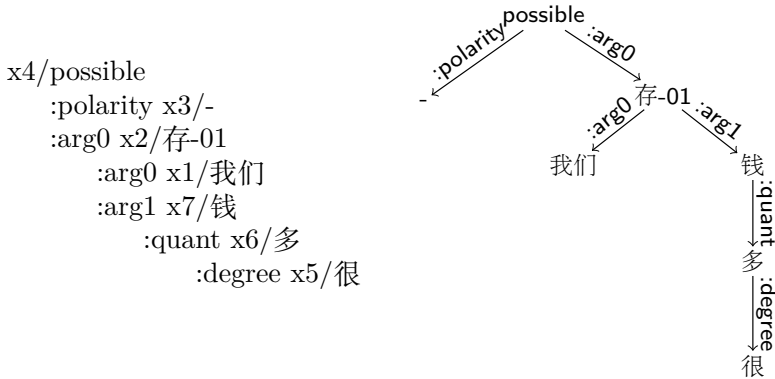 x4/possible
:polarity x3/-
:arg0 x2/存-01
:arg0 x1/我们
:arg1 x7/钱
:quant x6/多
:degree x5/很
possible
:polarity
:arg0
-
存-01
:arg0
:arg1
我们
钱
:quant
多
:degree
很